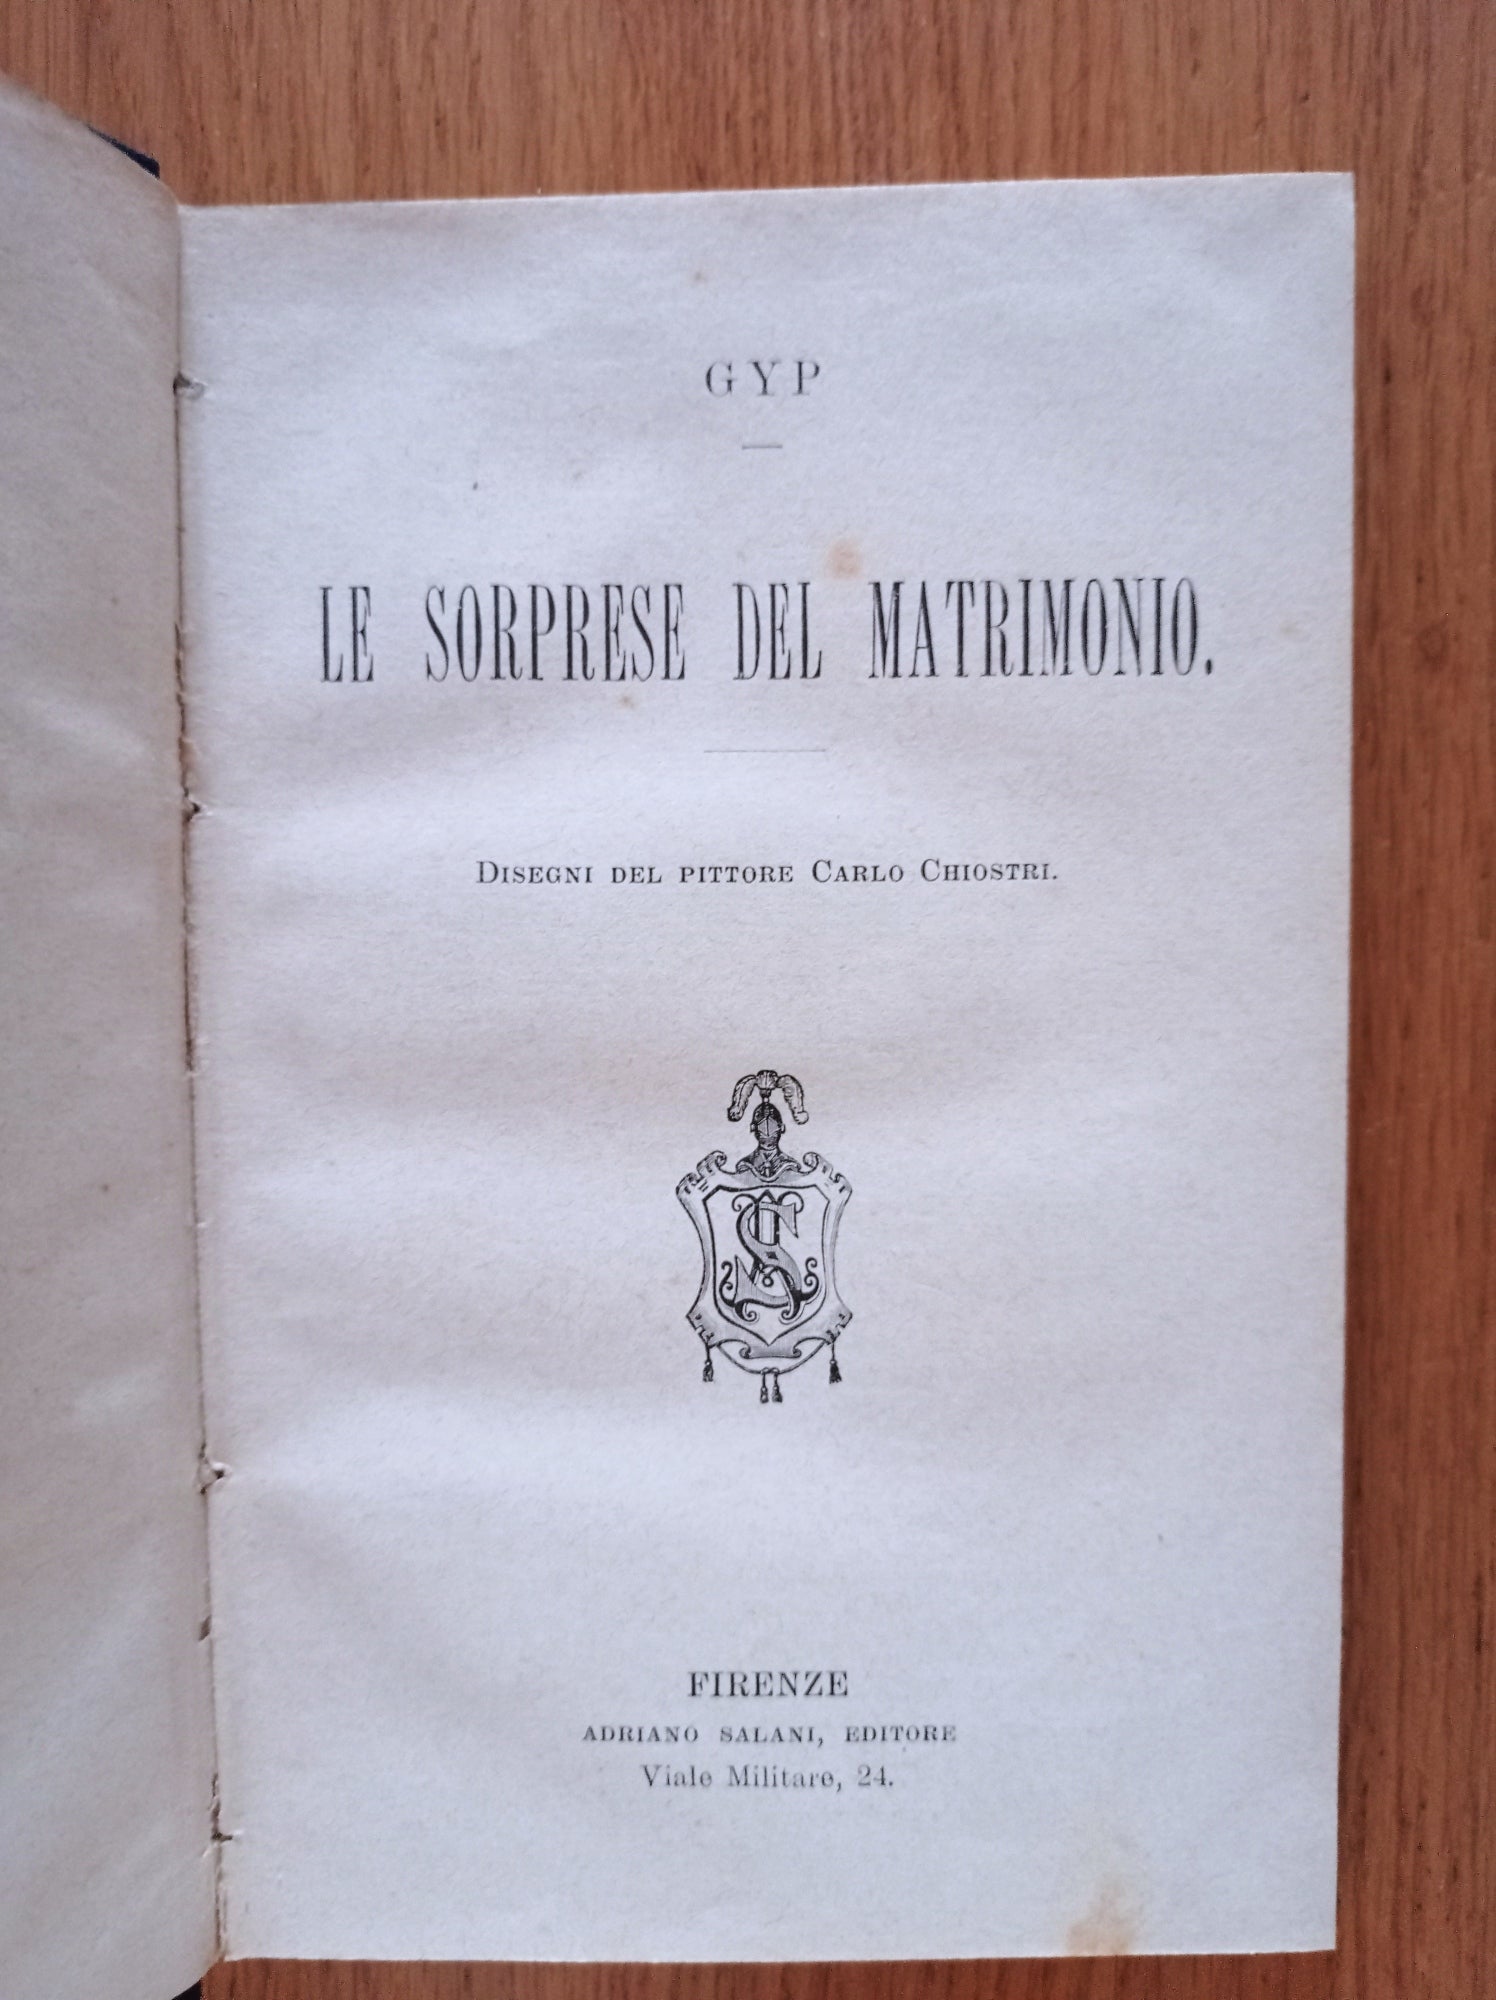 GYP
LE SORPRESE DEL MATRIMONIO.
DISEGNI DEL PITTORE CARLO CHIOSTRI.
FIRENZE
ADRIANO SALANI, EDITORE
Viale Militare, 24.